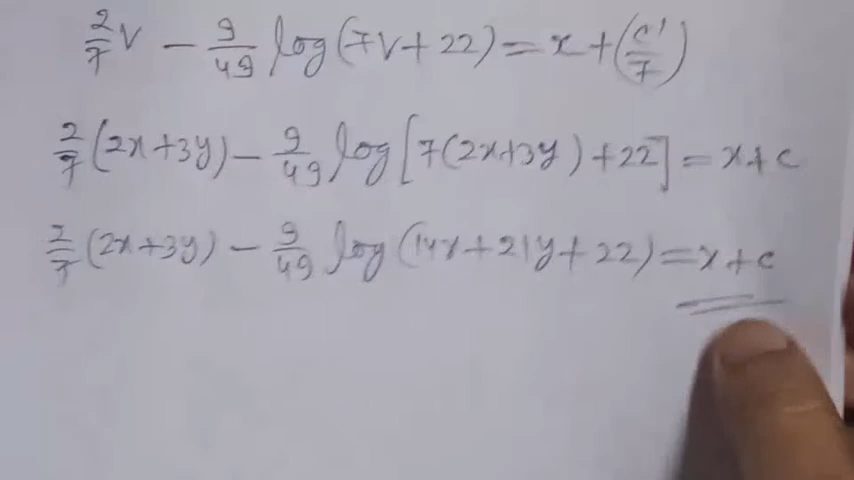 2/7 v - 9/49 log(7v+22) = x + (c'/7)
2/7 (2x+3y) - 9/49 log[7(2x+3y)+22] = x+c
2/7 (2x+3y) - 9/49 log(14x+21y+22) = x+c